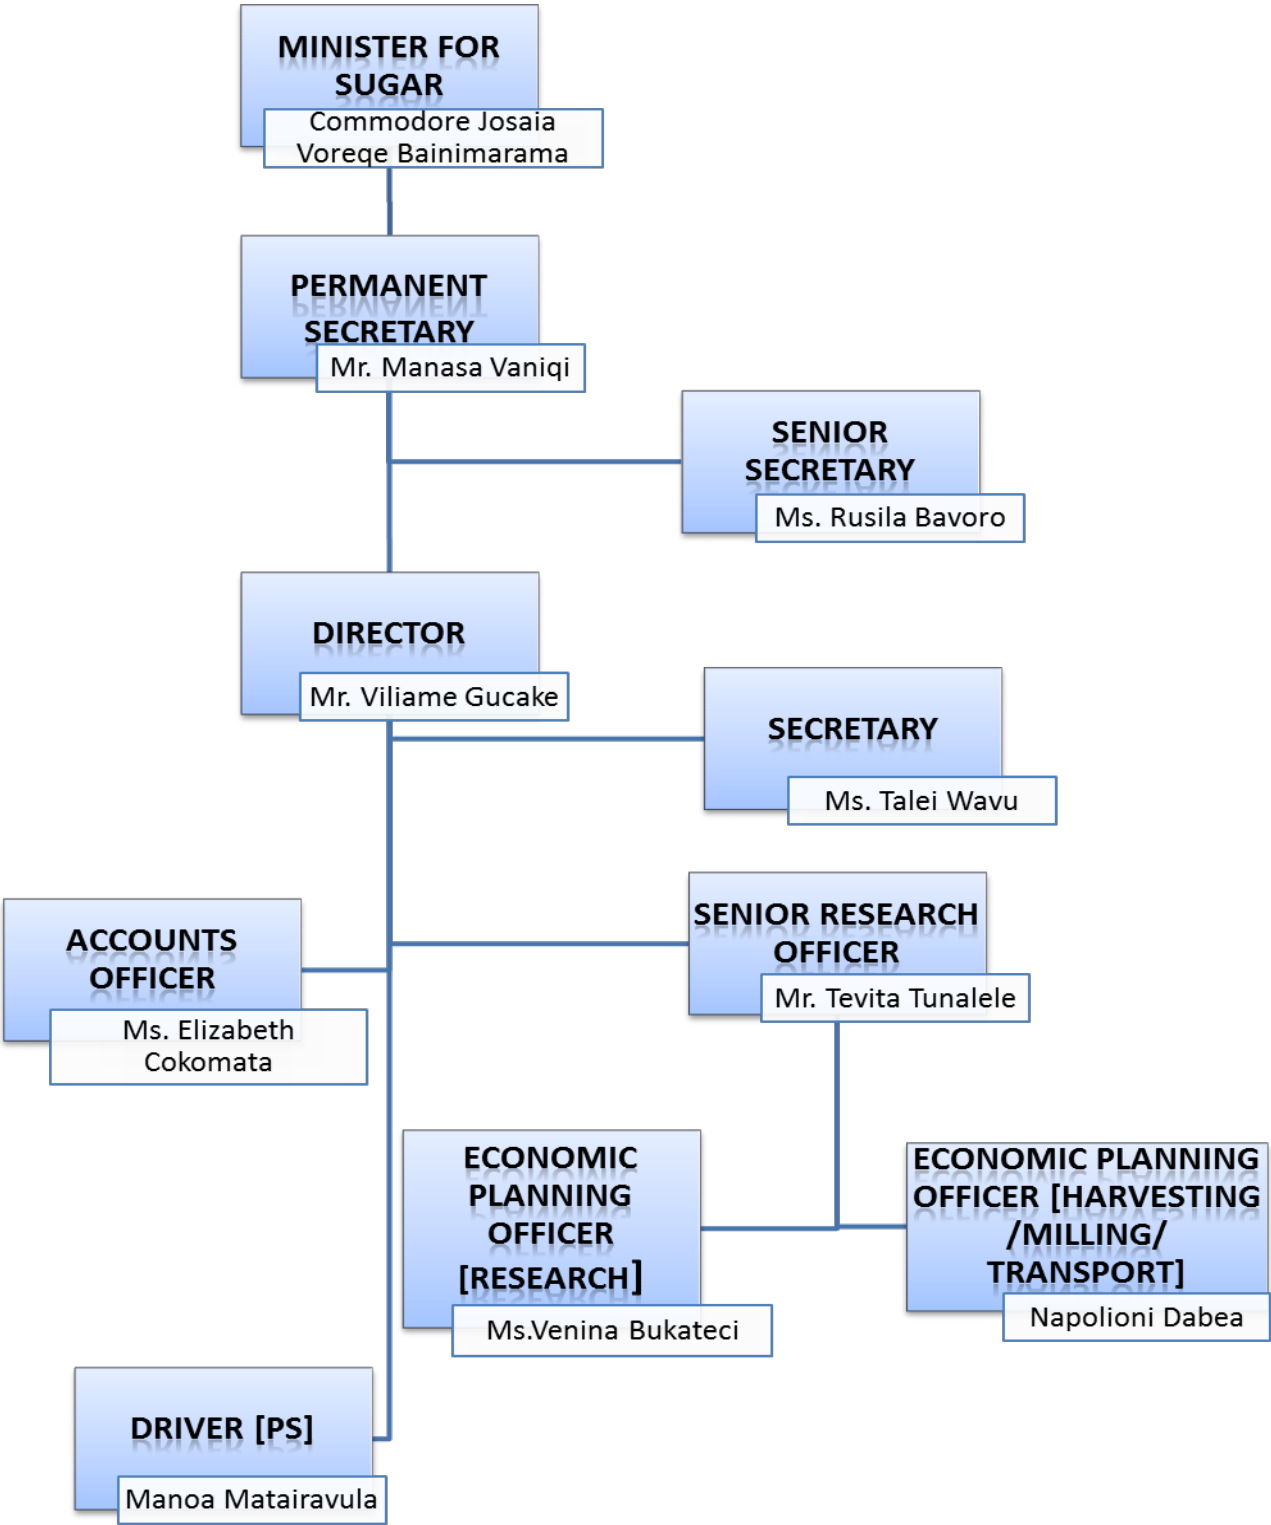 MINISTER FOR
SUGAR
Commodore Josaia
Voreqe Bainimarama
PERMANENT
SECRETARY
Mr. Manasa Vaniqi
SENIOR
SECRETARY
Ms. Rusila Bavoro
DIRECTOR
Mr. Viliame Gucake
SECRETARY
Ms. Talei Wavu
ACCOUNTS
OFFICER
Ms. Elizabeth
Cokomata
SENIOR RESEARCH
OFFICER
Mr. Tevita Tunalele
ECONOMIC
PLANNING
OFFICER
[RESEARCH]
Ms.Venina Bukateci
ECONOMIC PLANNING
OFFICER [HARVESTING
/MILLING/
TRANSPORT]
Napolioni Dabea
DRIVER [PS]
Manoa Matairavula